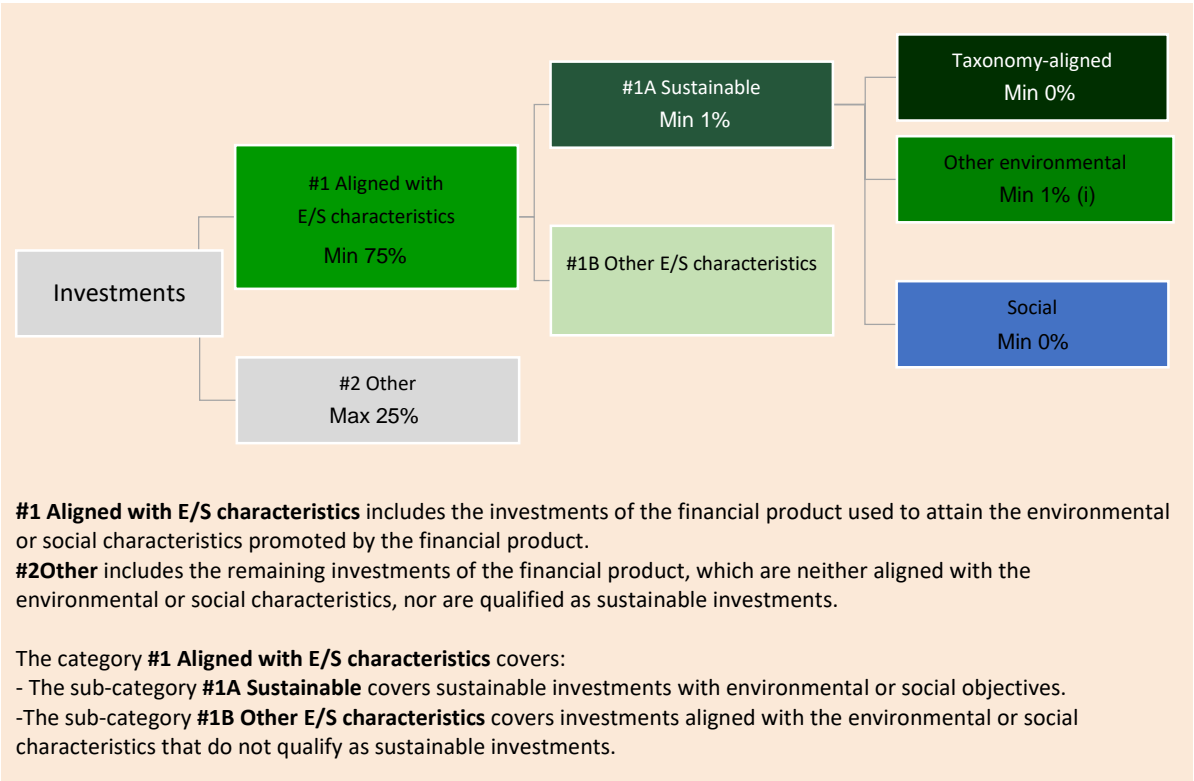 Investments
#1 Aligned with
E/S characteristics
Min 75%
#2 Other
Max 25%
#1A Sustainable
Min 1%
#1B Other E/S characteristics
Taxonomy-aligned
Min 0%
Other environmental
Min 1% (i)
Social
Min 0%
#1 Aligned with E/S characteristics includes the investments of the financial product used to attain the environmental
or social characteristics promoted by the financial product.
#2Other includes the remaining investments of the financial product, which are neither aligned with the
environmental or social characteristics, nor are qualified as sustainable investments.
The category #1 Aligned with E/S characteristics covers:
- The sub-category #1A Sustainable covers sustainable investments with environmental or social objectives.
-The sub-category #1B Other E/S characteristics covers investments aligned with the environmental or social
characteristics that do not qualify as sustainable investments.